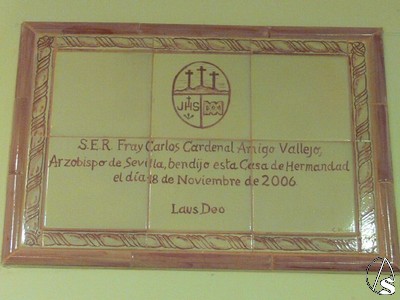 JHS
S.E.R. Fray Carlos Cardenal Amigo Vallejo,
Arzobispo de Sevilla, bendijo esta Casa de Hermandad
el día 18 de Noviembre de 2006
Laus Deo